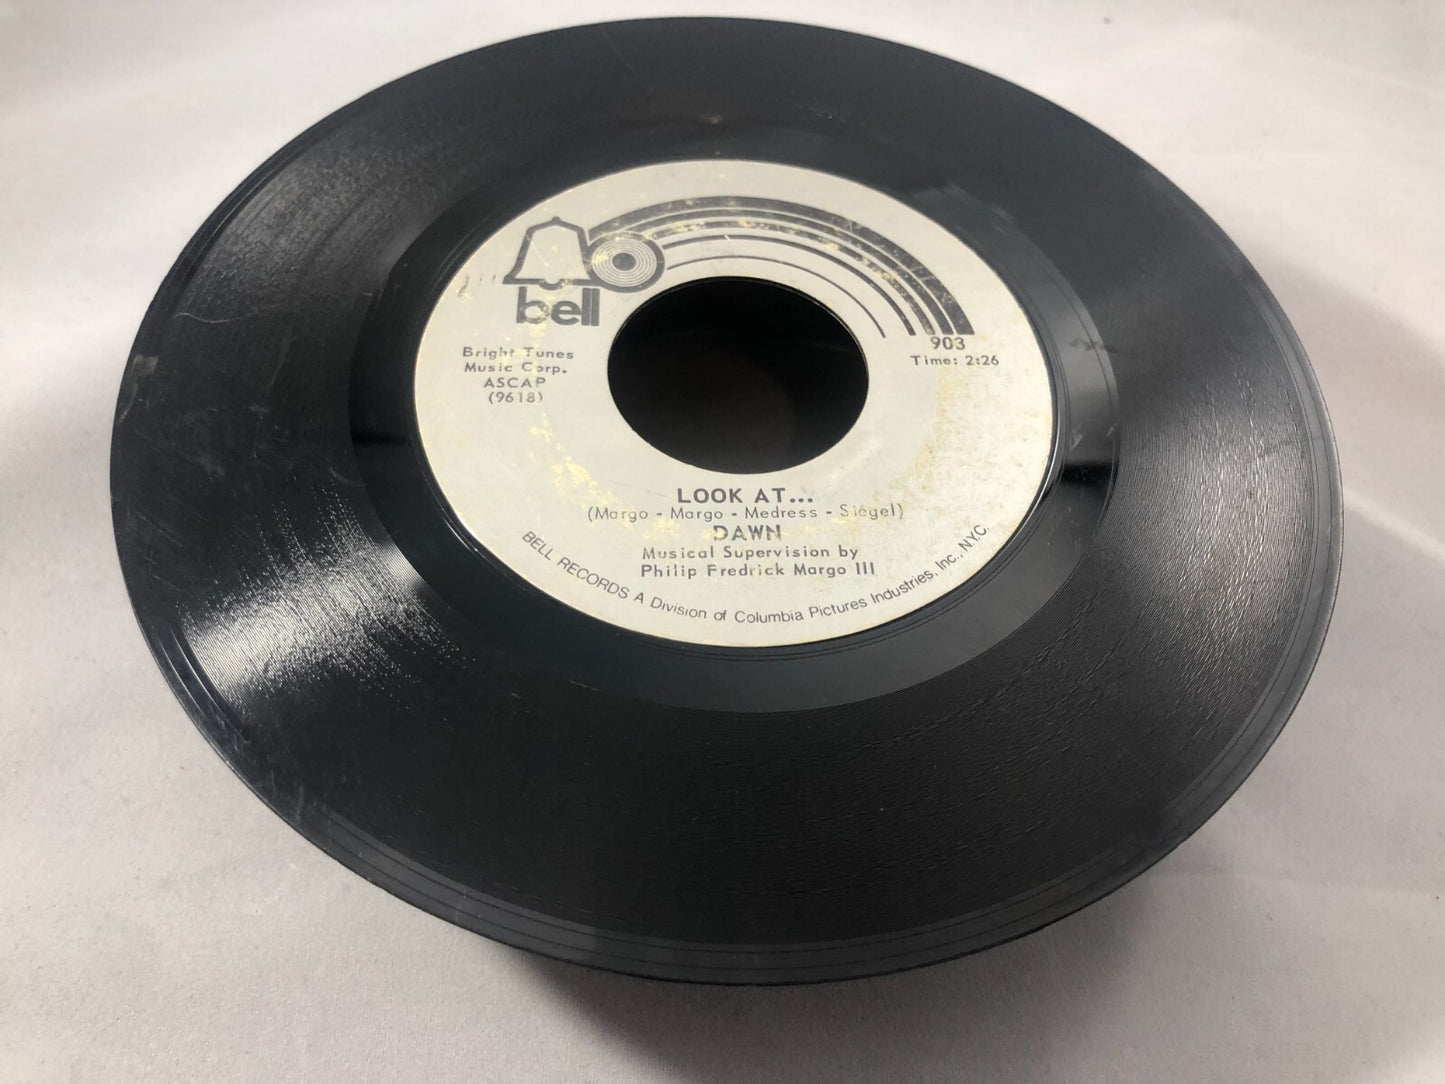 bell
903
Time: 2:26
Bright Tunes
Music Corp.
ASCAP
(9618)
LOOK AT...
(Margo - Margo - Medress - Siegel)
DAWN
Musical Supervision by
Philip Fredrick Margo III
BELL RECORDS A Division of Columbia Pictures Industries, Inc., N.Y.C.